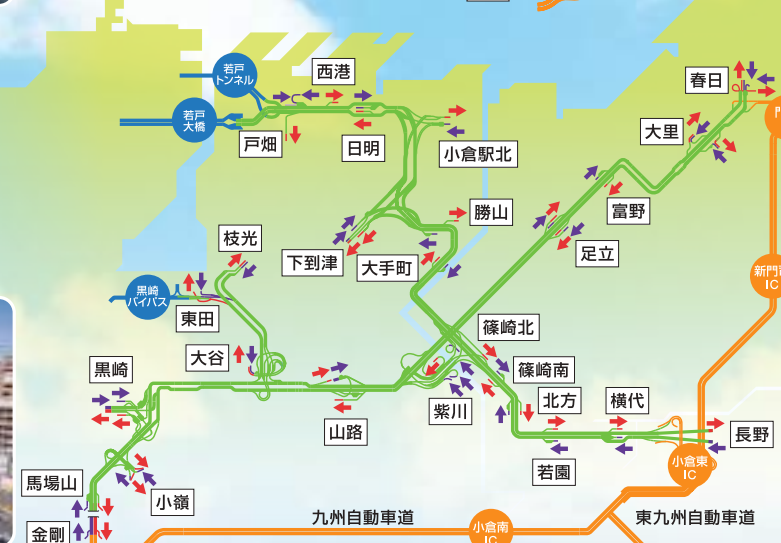 若戸
トンネル
西港
若戸
大橋
戸畑
日明
小倉駅北
春日
大里
門
富野
足立
勝山
下到津
大手町
枝光
黒崎
バイパス
東田
大谷
新門司
IC
黒崎
山路
紫川
篠崎北
篠崎南
北方
横代
長野
若園
小倉東
IC
馬場山
小嶺
金剛
九州自動車道
小倉南
IC
東九州自動車道